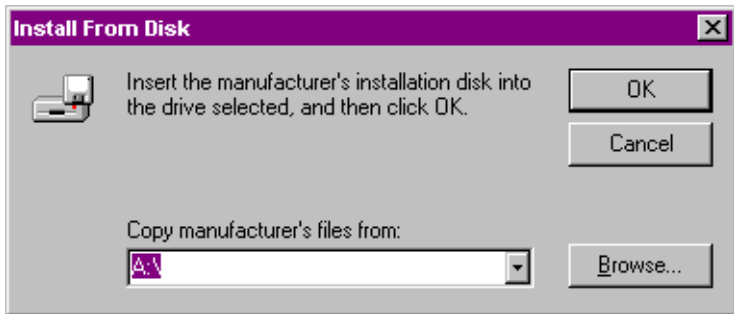 Install From Disk
Insert the manufacturer's installation disk into
the drive selected, and then click OK.
OK
Cancel
Copy manufacturer's files from:
A:\
Browse...